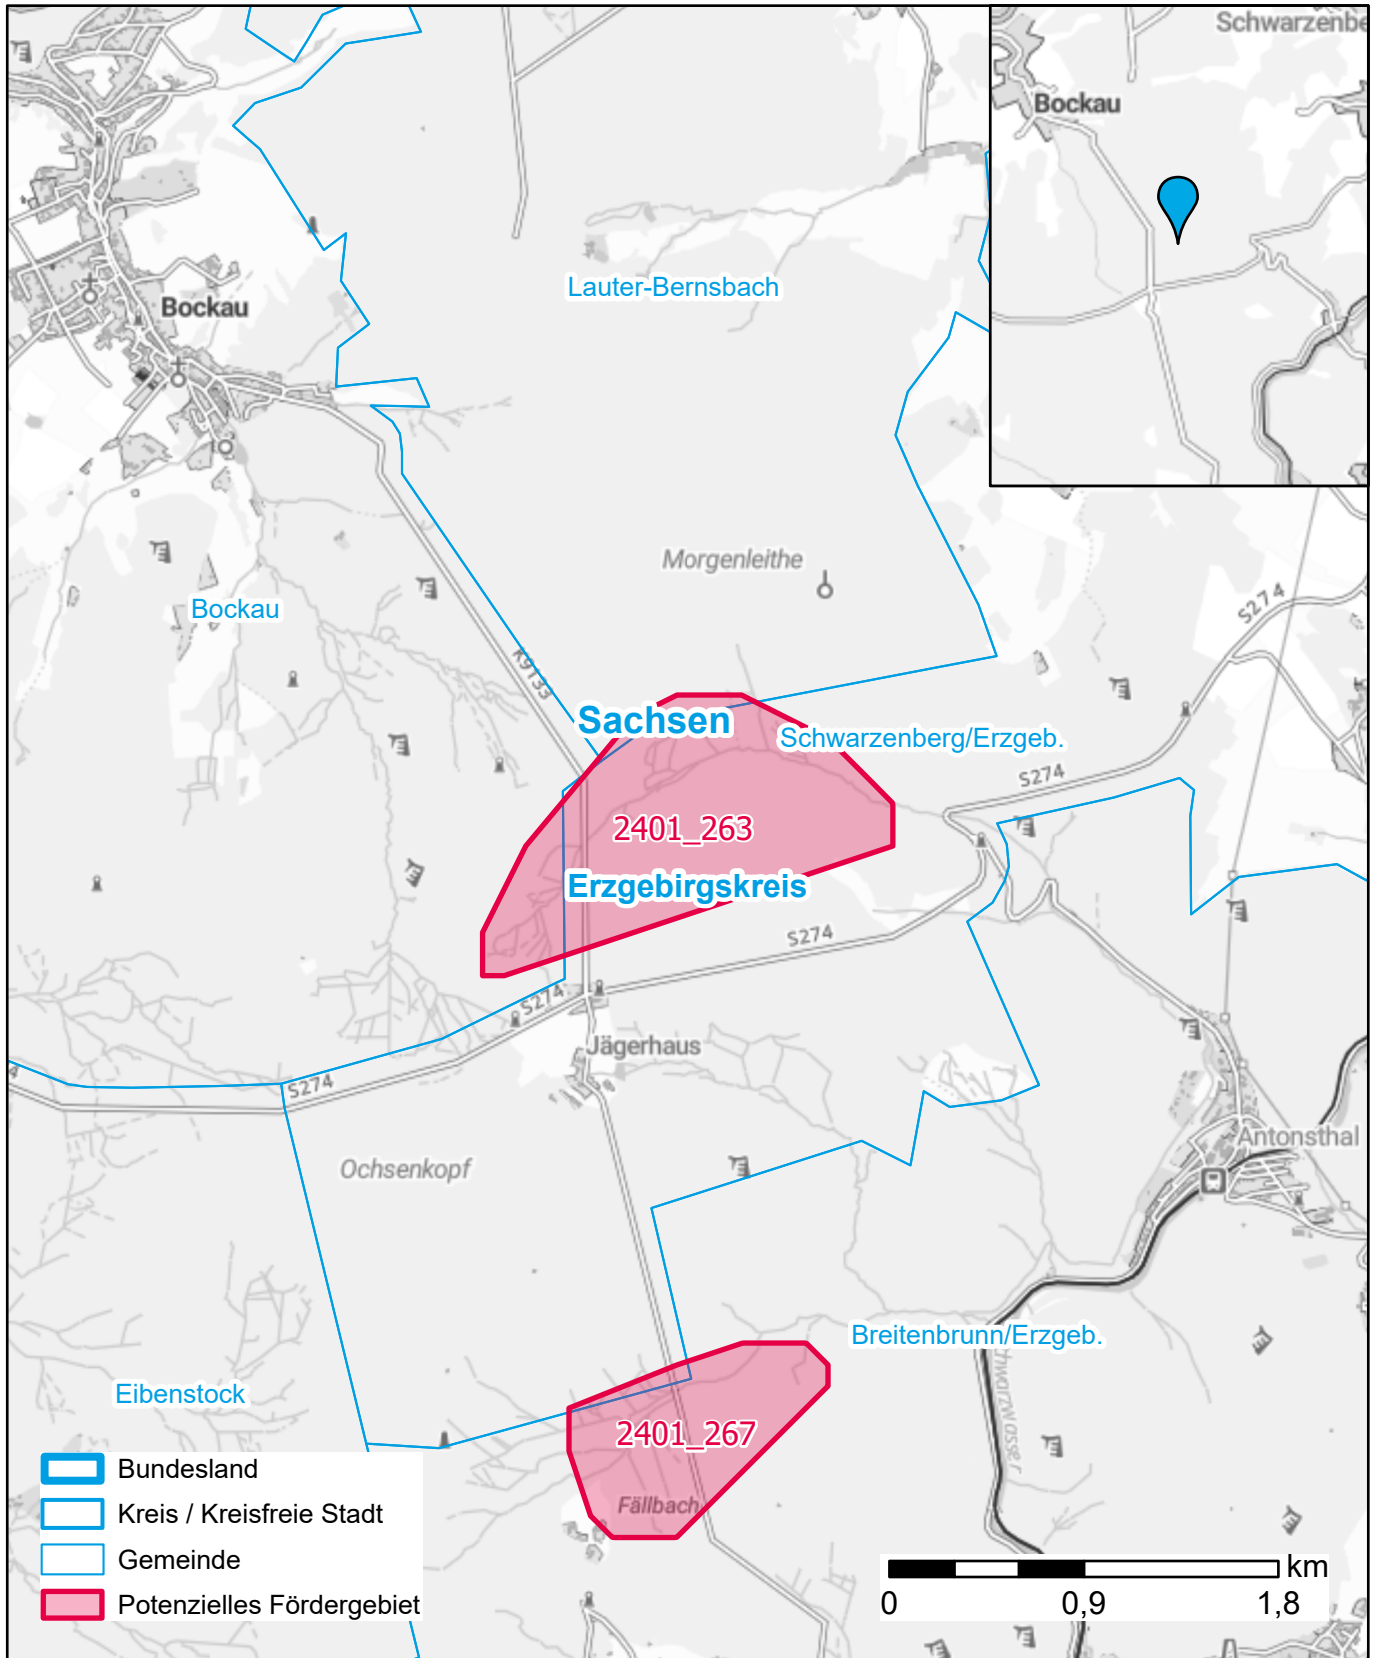 Schwarzenbe
Bockau
Lauter-Bernsbach
Bockau
Morgenleithe
Bockau
S274
K9133
Sachsen
Schwarzenberg/Erzgeb.
S274
2401_263
Erzgebirgskreis
S274
S274
Jägerhaus
4
S274
Antonsthal
Ochsenkopf
Breitenbrunn/Erzgeb.
chwarzwasser
Eibenstock
2401_267
Fällbach
Bundesland
Kreis / Kreisfreie Stadt
Gemeinde
Potenzielles Fördergebiet
km
0 0,9 1,8